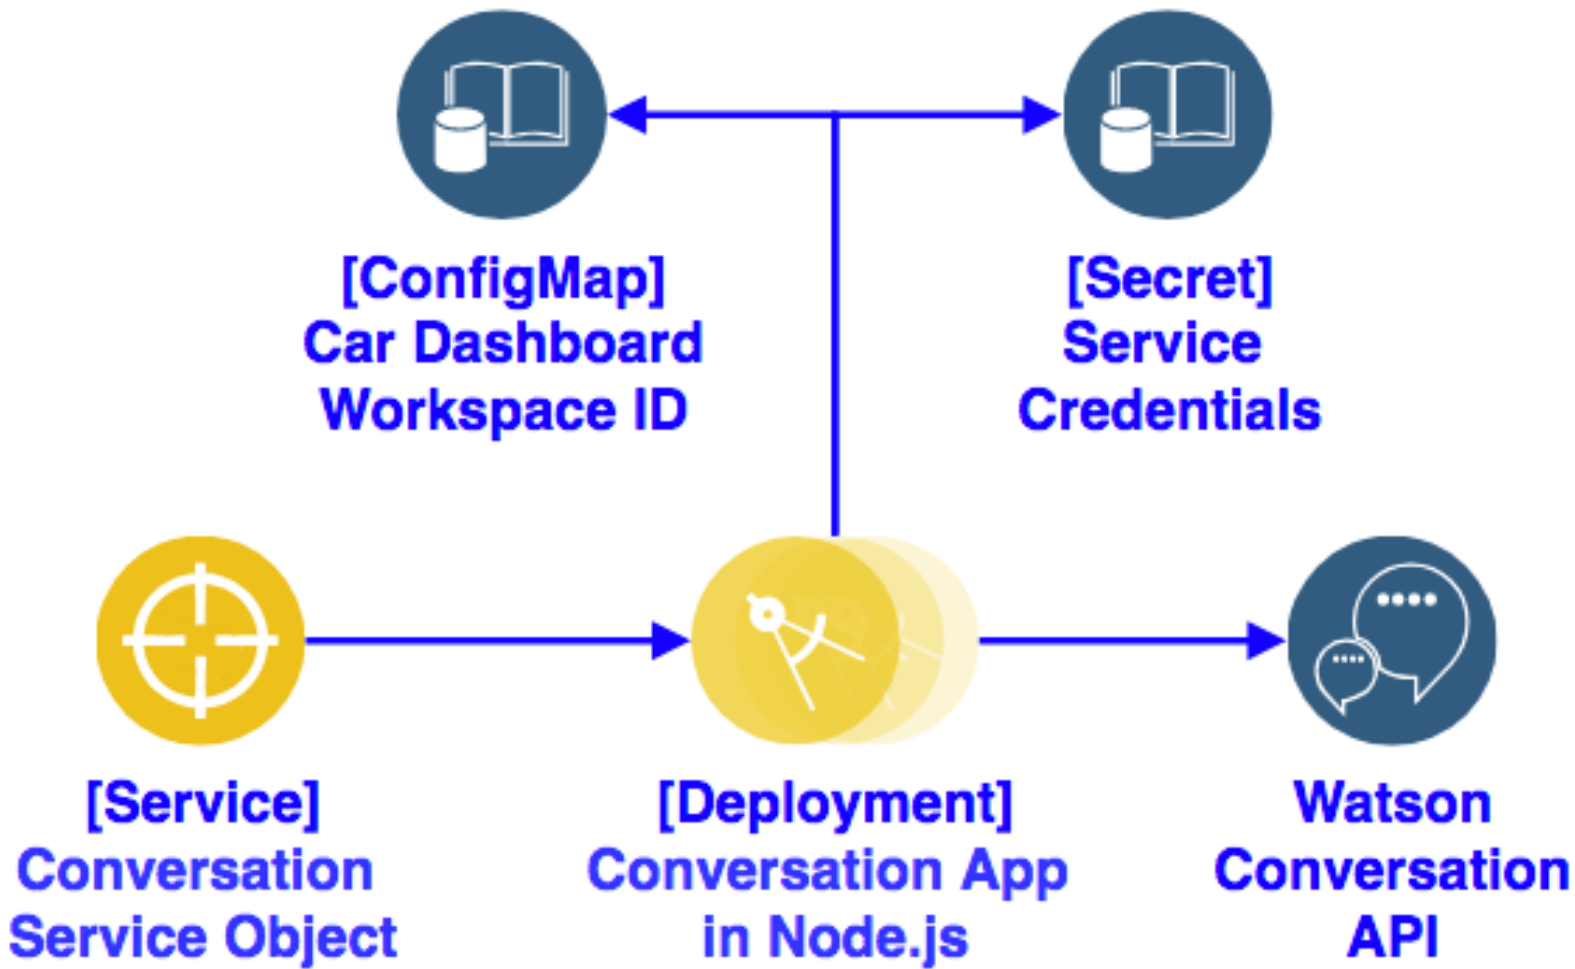 [ConfigMap]
Car Dashboard
Workspace ID
[Secret]
Service
Credentials
[Service]
Conversation
Service Object
[Deployment]
Conversation App
in Node.js
Watson
Conversation
API